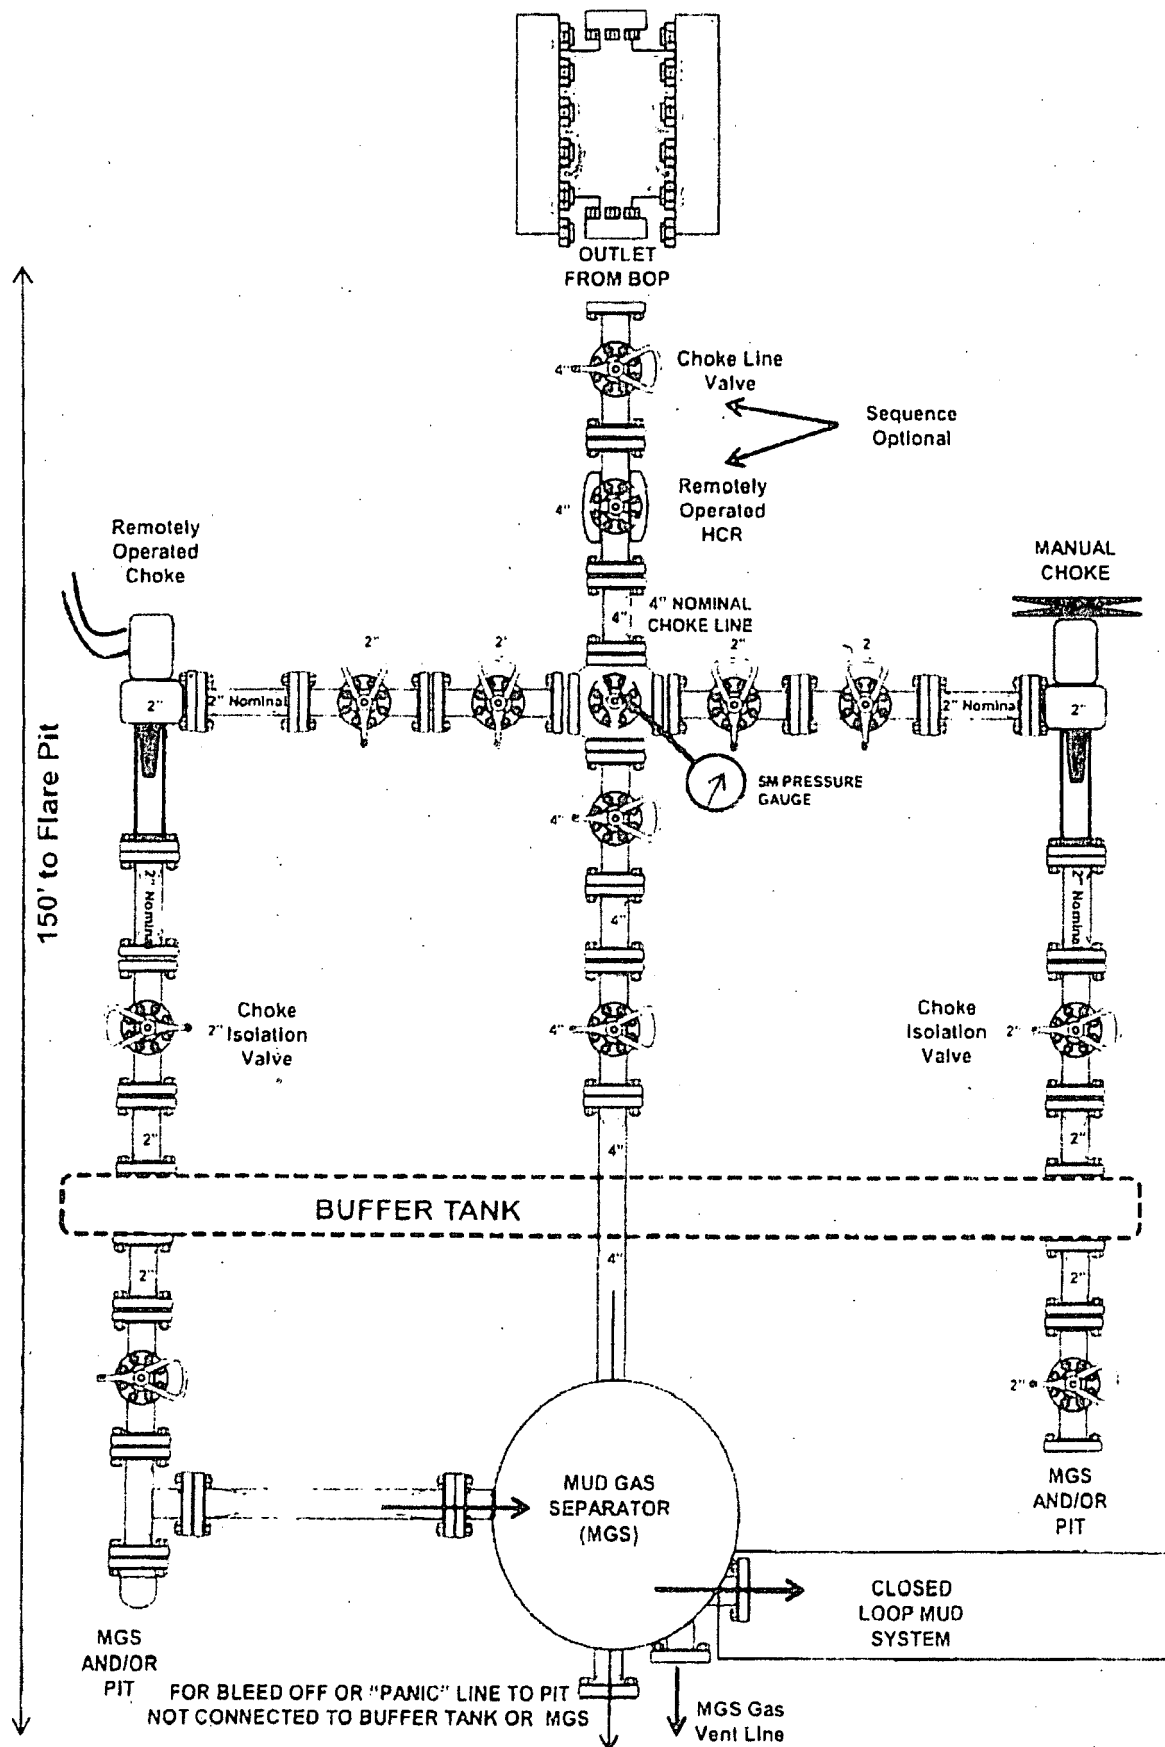 OUTLET
FROM BOP
4"
Choke Line
Valve
Sequence
Optional
4"
Remotely
Operated
HCR
Remotely
Operated
Choke
MANUAL
CHOKE
4"
4" NOMINAL
CHOKE LINE
2"
2'
2"
2
2"
2" Nominal
2" Nominal
2"
5M PRESSURE
GAUGE
4"
150' to Flare Pit
2" Nominal
4"
2" Nominal
2"
Choke
Isolation
Valve
4"
Choke
Isolation
Valve
2"
2"
4"
2"
BUFFER TANK
2"
4"
2"
2"
MUD GAS
SEPARATOR
(MGS)
MGS
AND/OR
PIT
CLOSED
LOOP MUD
SYSTEM
MGS
AND/OR
PIT
FOR BLEED OFF OR "PANIC" LINE TO PIT
NOT CONNECTED TO BUFFER TANK OR MGS
MGS Gas
Vent Line